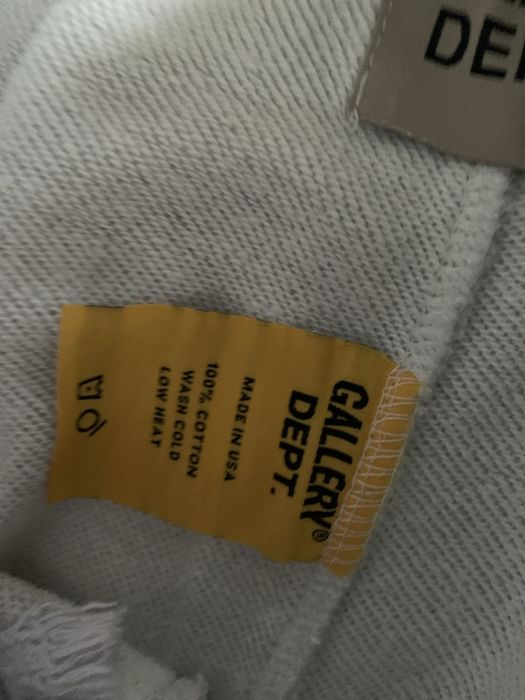 DE
GALLERY®
DEPT.
MADE IN USA
100% COTTON
WASH COLD
LOW HEAT